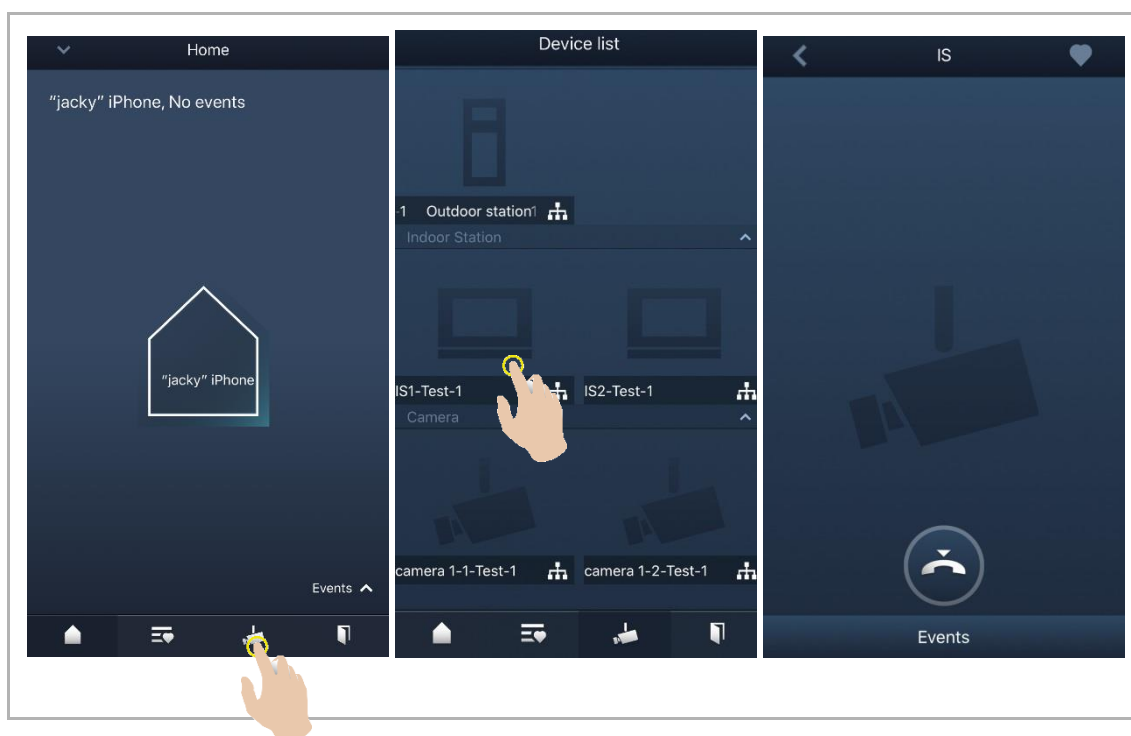 Home
"jacky" iPhone, No events
"jacky" iPhone
Events
Device list
-1 Outdoor station1
Indoor Station
IS1-Test-1
IS2-Test-1
Camera
camera 1-1-Test-1
camera 1-2-Test-1
IS
Events